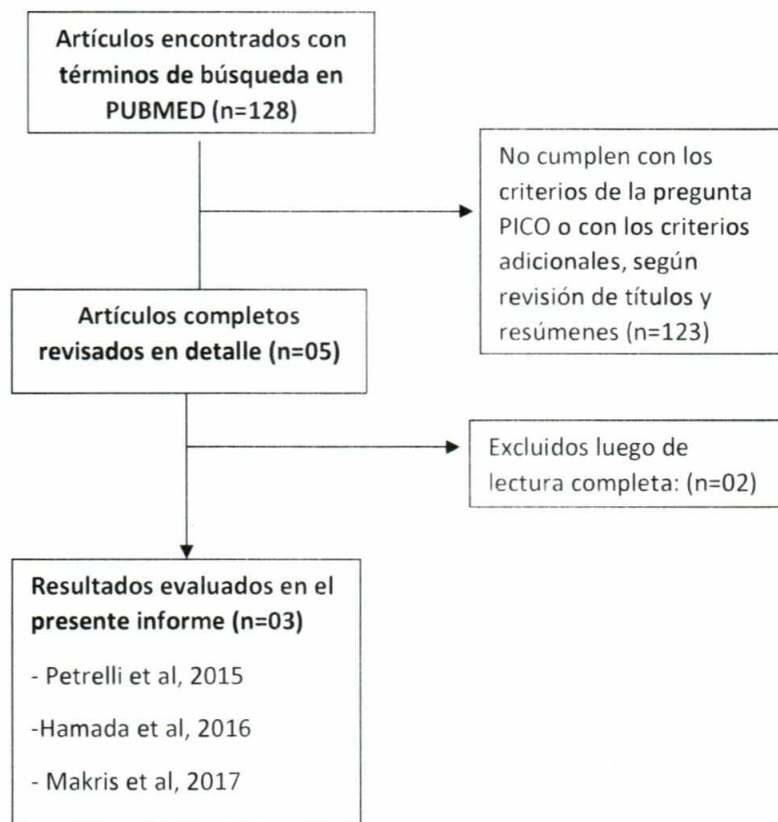 Artículos encontrados con
términos de búsqueda en
PUBMED (n=128)
No cumplen con los
criterios de la pregunta
PICO o con los criterios
adicionales, según
revisión de títulos y
resúmenes (n=123)
Artículos completos
revisados en detalle (n=05)
Excluidos luego de
lectura completa: (n=02)
Resultados evaluados en el
presente informe (n=03)
- Petrelli et al, 2015
-Hamada et al, 2016
- Makris et al, 2017